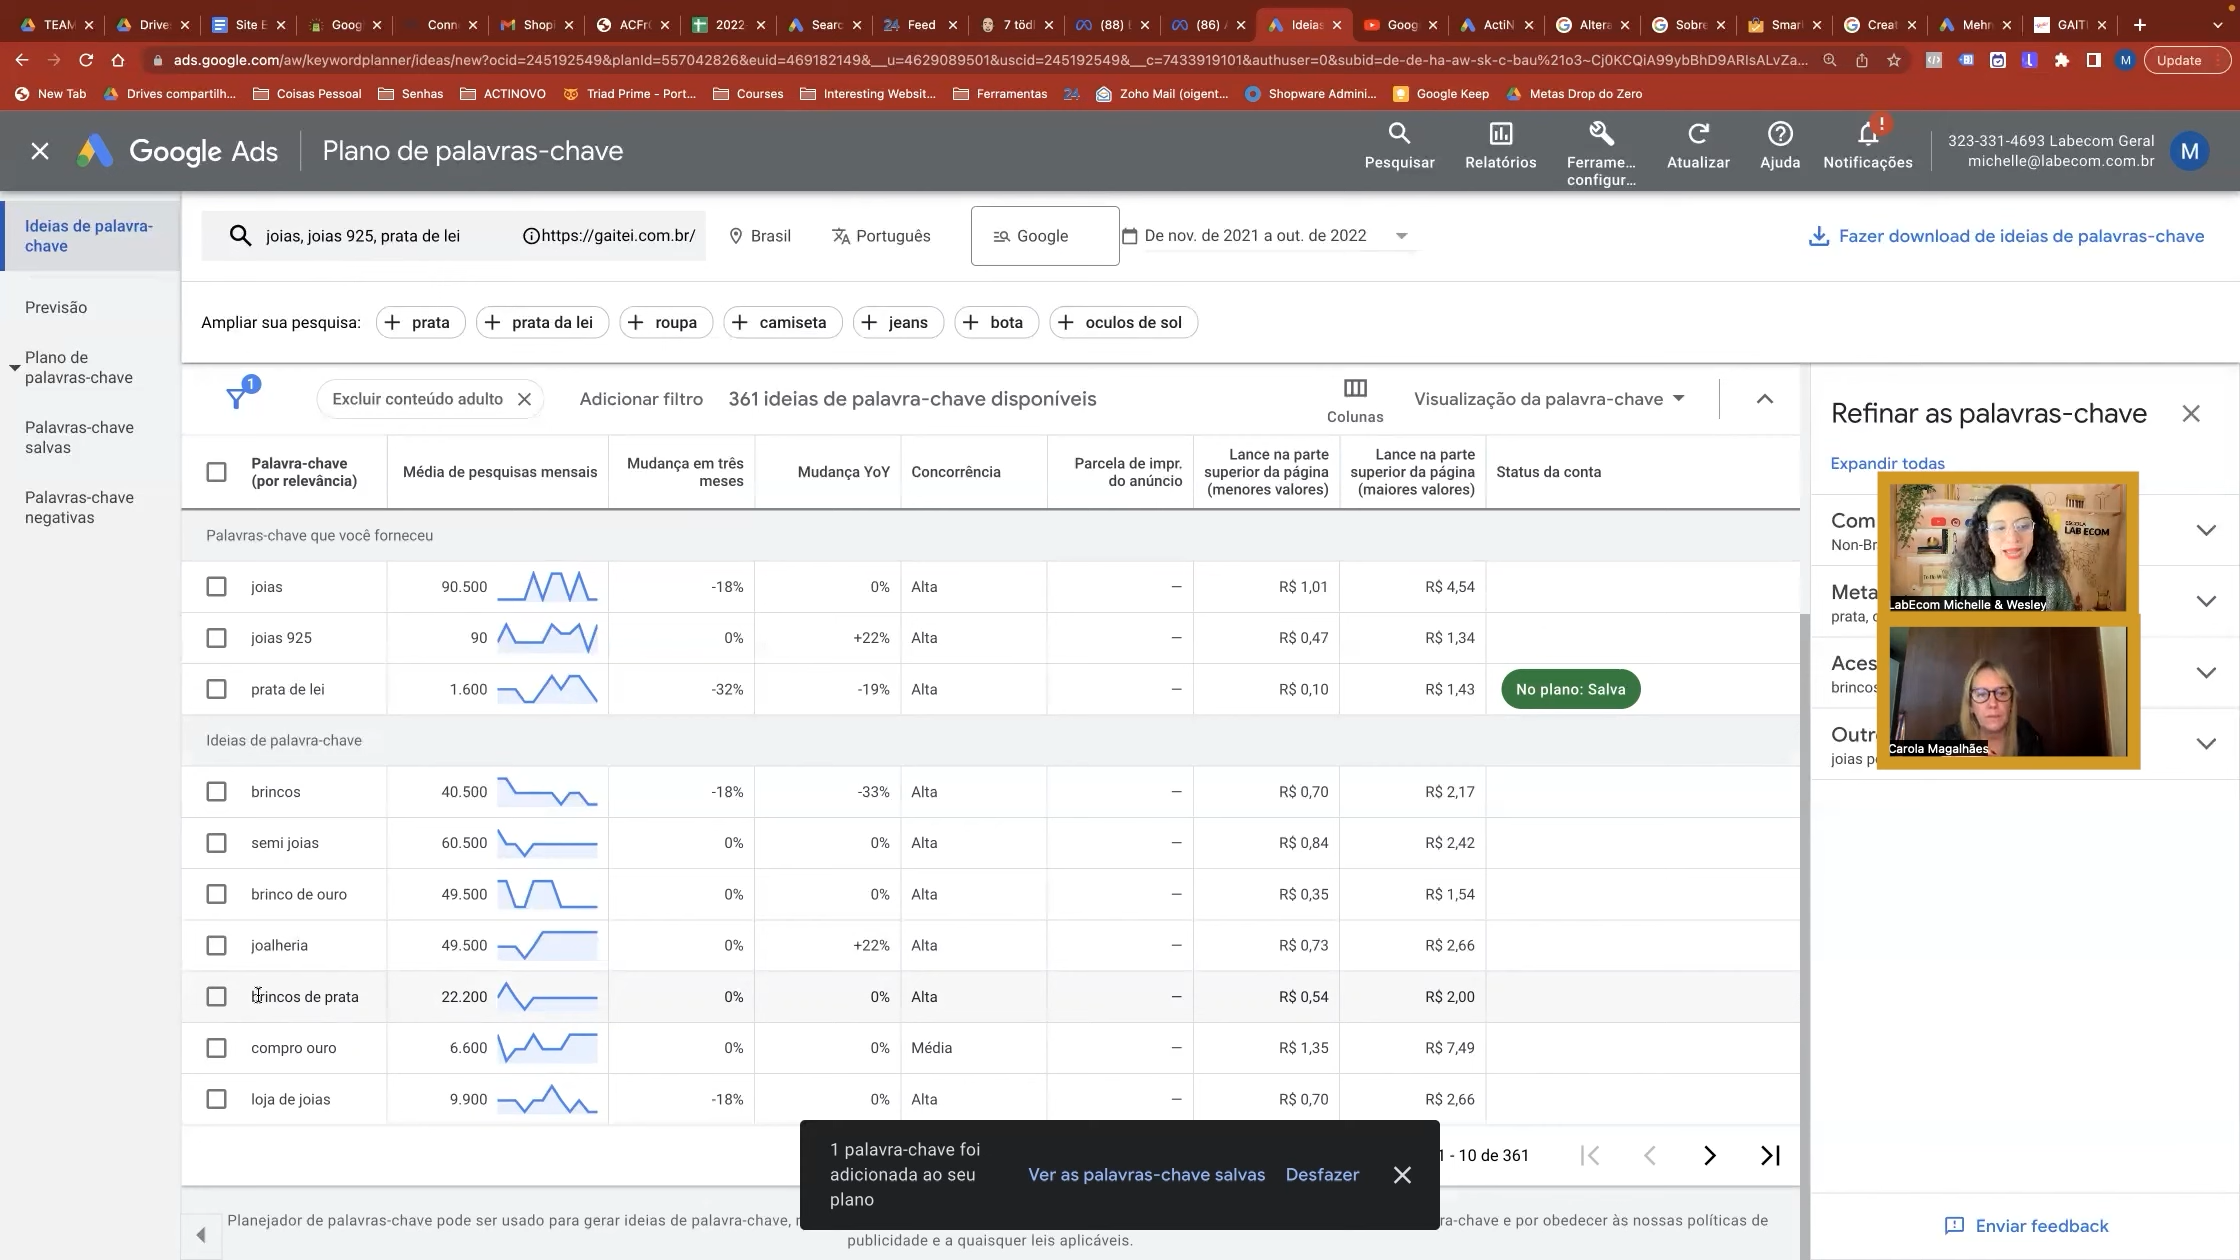 TEAM
Drive
Site E
Goog
Conn
Shopi
ACFr
2022-
Searc
Feed
7 tödl
(88)
(86)
Ideias
Goog
ActiN
Altera
Sobre
Smar
Creat
Mehr
GAIT
ads.google.com/aw/keywordplanner/ideas/new?ocid=245192549&planId=557042826&euid=469182149&__u=4629089501&uscid=245192549&__c=7433919101&authuser=0&subid=de-de-ha-aw-sk-c-bau%21o3~Cj0KCQiA99ybBhD9ARIsALvZa...
M
Update
New Tab
Drives compartilh...
Coisas Pessoal
Senhas
ACTINOVO
Triad Prime - Port...
Courses
Interesting Websit...
Ferramentas
24
Zoho Mail (oigent...
Shopware Admini...
Google Keep
Metas Drop do Zero
Google Ads
Plano de palavras-chave
Pesquisar
Relatórios
Ferrame...
configur...
Atualizar
Ajuda
!
Notificações
323-331-4693 Labecom Geral
michelle@labecom.com.br
M
Ideias de palavra-
chave
Previsão
Plano de
palavras-chave
Palavras-chave
salvas
Palavras-chave
negativas
joias, joias 925, prata de lei
https://gaitei.com.br/
Brasil
Português
Google
De nov. de 2021 a out. de 2022
Fazer download de ideias de palavras-chave
Ampliar sua pesquisa:
+ prata
+ prata da lei
+ roupa
+ camiseta
+ jeans
+ bota
+ oculos de sol
1
Excluir conteúdo adulto
Adicionar filtro
361 ideias de palavra-chave disponíveis
Colunas
Visualização da palavra-chave
Palavra-chave
(por relevância)
Média de pesquisas mensais
Mudança em três
meses
Mudança YoY
Concorrência
Parcela de impr.
do anúncio
Lance na parte
superior da página
(menores valores)
Lance na parte
superior da página
(maiores valores)
Status da conta
Palavras-chave que você forneceu
joias 90.500 -18% 0% Alta — R$ 1,01 R$ 4,54
joias 925 90 0% +22% Alta — R$ 0,47 R$ 1,34
prata de lei 1.600 -32% -19% Alta — R$ 0,10 R$ 1,43 No plano: Salva
Ideias de palavra-chave
brincos 40.500 -18% -33% Alta — R$ 0,70 R$ 2,17
semi joias 60.500 0% 0% Alta — R$ 0,84 R$ 2,42
brinco de ouro 49.500 0% 0% Alta — R$ 0,35 R$ 1,54
joalheria 49.500 0% +22% Alta — R$ 0,73 R$ 2,66
brincos de prata 22.200 0% 0% Alta — R$ 0,54 R$ 2,00
compro ouro 6.600 0% 0% Média — R$ 1,35 R$ 7,49
loja de joias 9.900 -18% 0% Alta — R$ 0,70 R$ 2,66
1 - 10 de 361
1 palavra-chave foi
adicionada ao seu
plano
Ver as palavras-chave salvas
Desfazer
Planejador de palavras-chave pode ser usado para gerar ideias de palavra-chave,
ra-chave e por obedecer às nossas políticas de
publicidade e a quaisquer leis aplicáveis.
Refinar as palavras-chave
Expandir todas
Com
Non-Br
Meta
prata,
Aces
brincos
Outr
joias p
ESCOLA
LAB ECOM
LabEcom Michelle & Wesley
Carola Magalhães
Enviar feedback